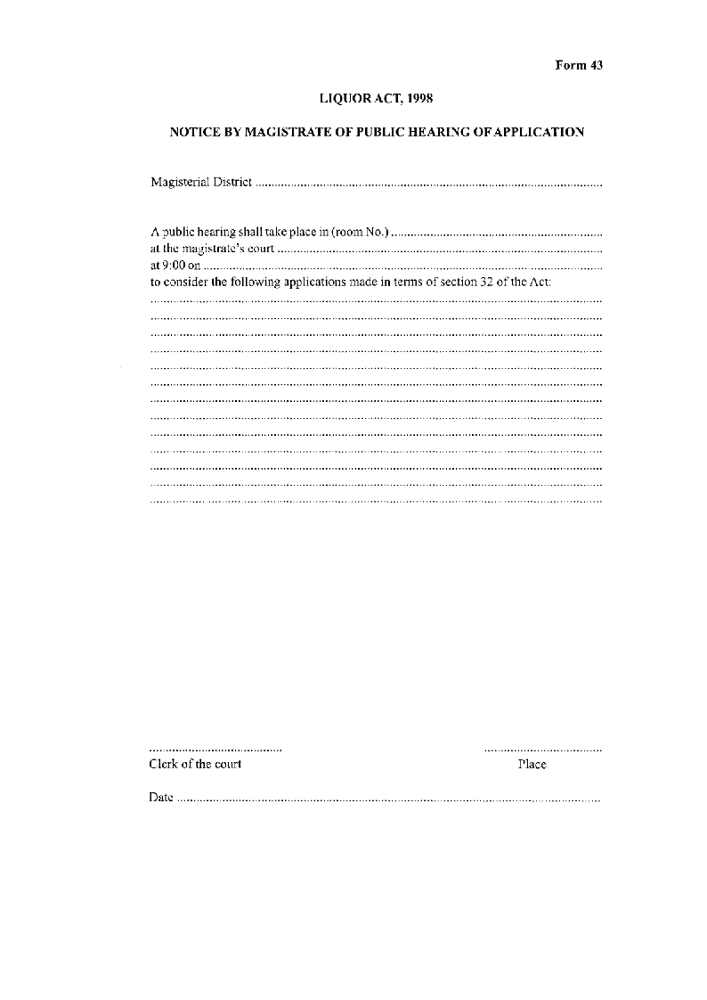 Form 43
LIQUOR ACT, 1998
NOTICE BY MAGISTRATE OF PUBLIC HEARING OF APPLICATION
Magisterial District ................................................................
A public hearing shall take place in (room No.) ................................................................
at the magistrate's court ................................................................
at 9:00 on ................................................................
to consider the following applications made in terms of section 32 of the Act:
................................................................
................................................................
................................................................
................................................................
................................................................
................................................................
................................................................
................................................................
................................................................
................................................................
................................................................
................................................................
................................................................
........................................ ....................................
Clerk of the court Place
Date ................................................................